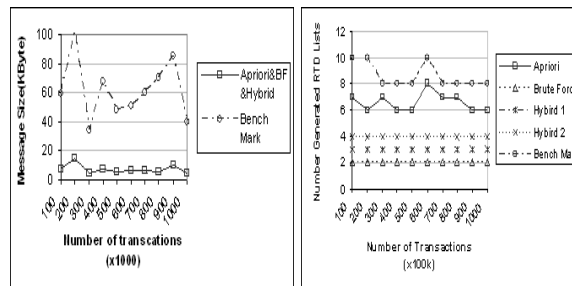 Message Size(KByte)
100
80
60
40
20
0
100
200
300
400
500
600
700
800
900
1000
Number of transcations
(x1000)
Apriori&BF
&Hybrid
Bench
Mark
Number Generated RTD Lists
12
10
8
6
4
2
0
100
200
300
400
500
600
700
800
900
1000
Number of Transactions
(x100k)
Apriori
Brute Forc
Hybird 1
Hybird 2
Bench Ma